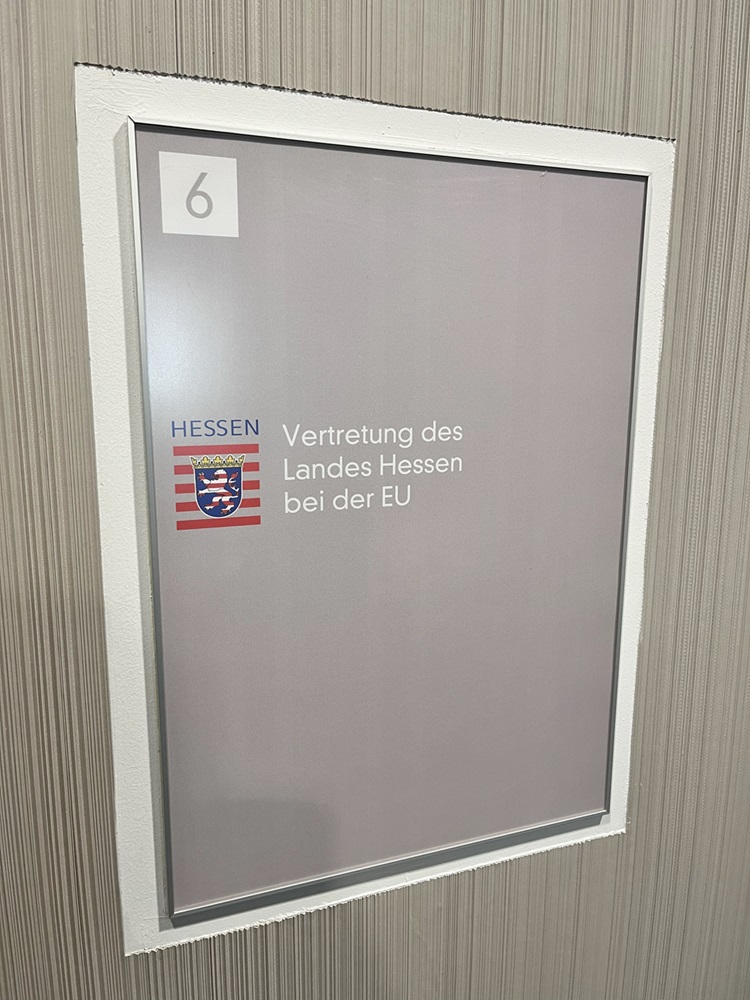 6
HESSEN
Vertretung des
Landes Hessen
bei der EU